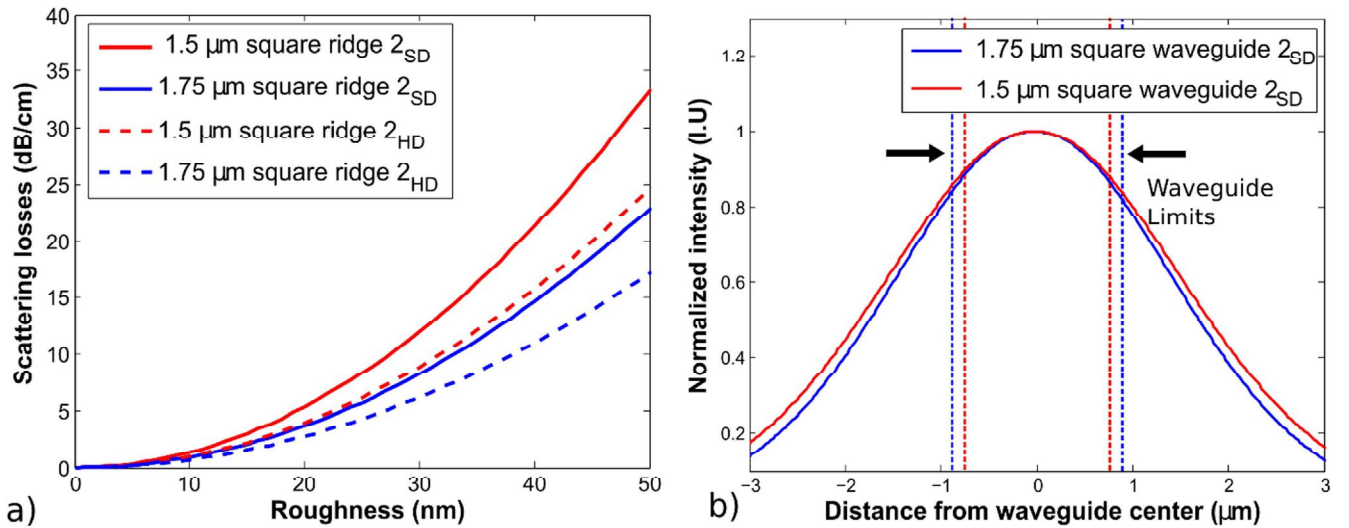 40
35
30
25
20
15
10
5
0
Scattering losses (dB/cm)
1.5 µm square ridge 2SD
1.75 µm square ridge 2SD
1.5 µm square ridge 2HD
1.75 µm square ridge 2HD
0 10 20 30 40 50
Roughness (nm)
a)
1.2
1
0.8
0.6
0.4
0.2
Normalized intensity (I.U)
1.75 µm square waveguide 2SD
1.5 µm square waveguide 2SD
Waveguide
Limits
−3 −2 −1 0 1 2 3
Distance from waveguide center (µm)
b)